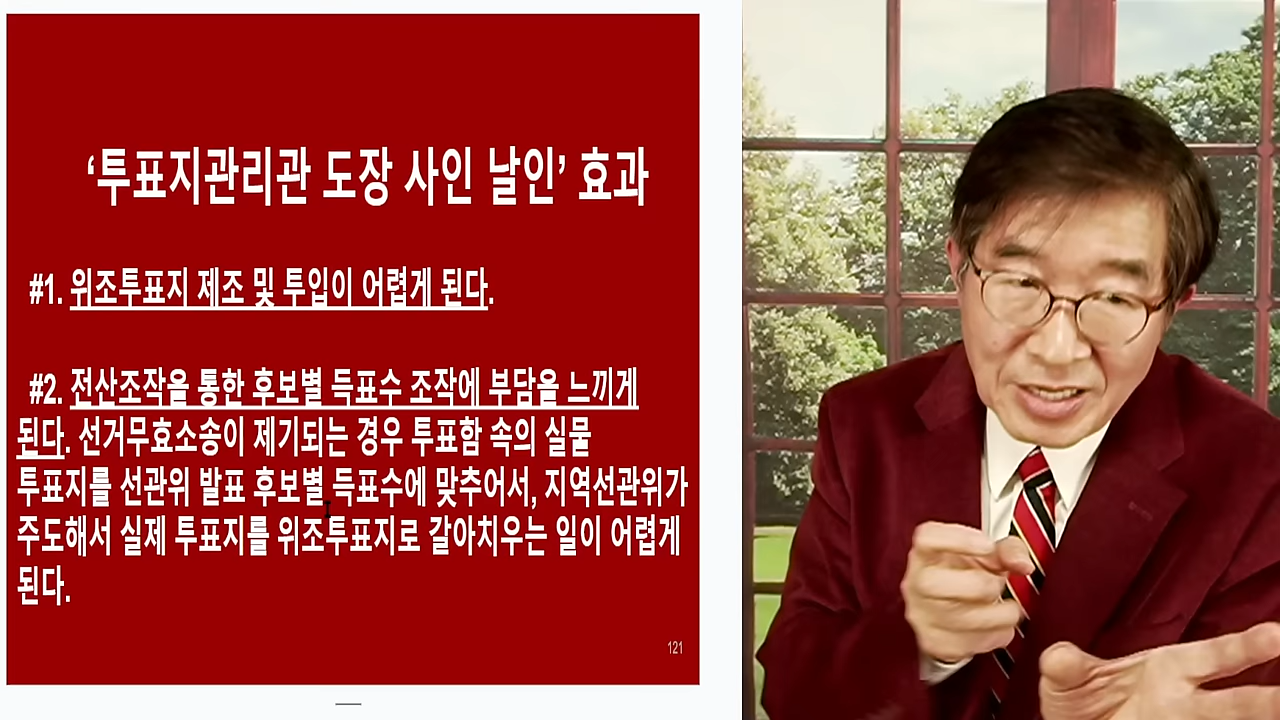 ‘투표지관리관 도장 사인 날인’ 효과
#1. 위조투표지 제조 및 투입이 어렵게 된다.
#2. 전산조작을 통한 후보별 득표수 조작에 부담을 느끼게
된다. 선거무효소송이 제기되는 경우 투표함 속의 실물
투표지를 선관위 발표 후보별 득표수에 맞추어서, 지역선관위가
주도해서 실제 투표지를 위조투표지로 갈아치우는 일이 어렵게
된다.
121